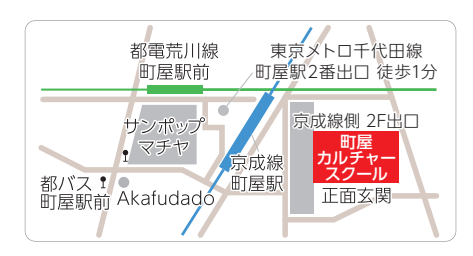 都電荒川線
町屋駅前
東京メトロ千代田線
町屋駅2番出口 徒歩1分
サンポップ
マチヤ
京成線側 2F出口
町屋
カルチャー
スクール
正面玄関
京成線
町屋駅
都バス
町屋駅前
Akafudado